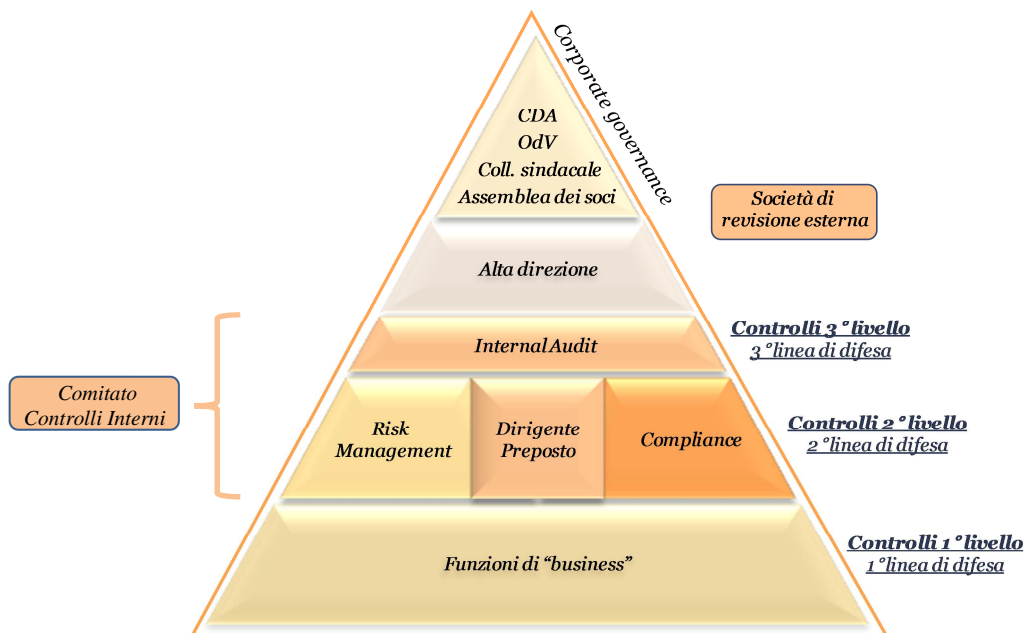 Corporate governance
CDA
OdV
Coll. sindacale
Assemblea dei soci
Società di
revisione esterna
Alta direzione
Internal Audit
Controlli 3° livello
3° linea di difesa
Comitato
Controlli Interni
Risk
Management
Dirigente
Preposto
Compliance
Controlli 2° livello
2° linea di difesa
Funzioni di “business”
Controlli 1° livello
1° linea di difesa